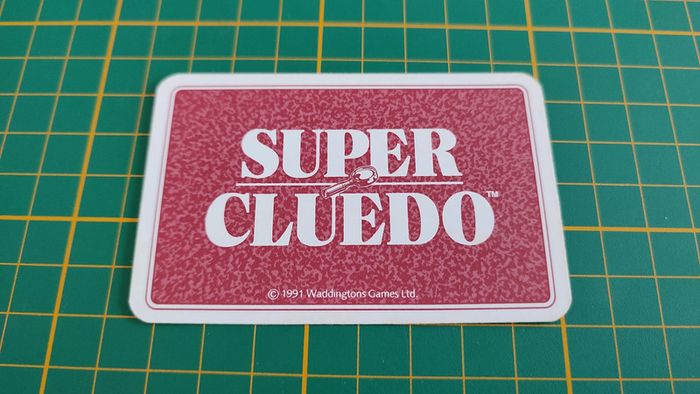 SUPER
CLUEDO™
© 1991 Waddingtons Games Ltd.